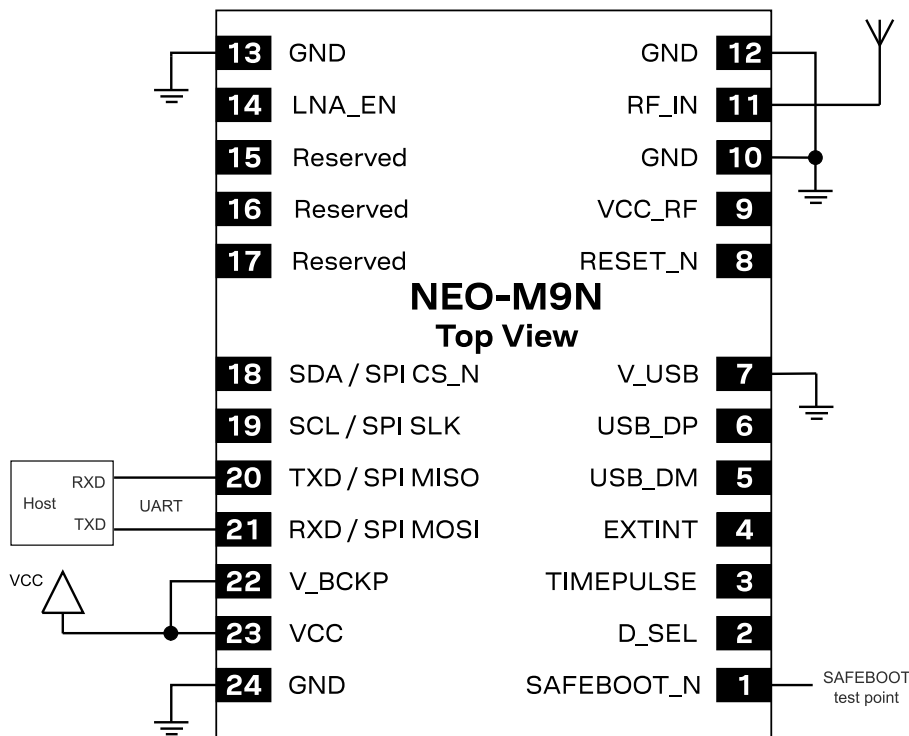 13 GND GND 12
14 LNA_EN RF_IN 11
15 Reserved GND 10
16 Reserved VCC_RF 9
17 Reserved RESET_N 8
NEO-M9N
Top View
18 SDA / SPI CS_N V_USB 7
19 SCL / SPI SLK USB_DP 6
RXD 20 TXD / SPI MISO USB_DM 5
Host UART
TXD 21 RXD / SPI MOSI EXTINT 4
VCC 22 V_BCKP TIMEPULSE 3
23 VCC D_SEL 2
24 GND SAFEBOOT_N 1 SAFEBOOT
test point